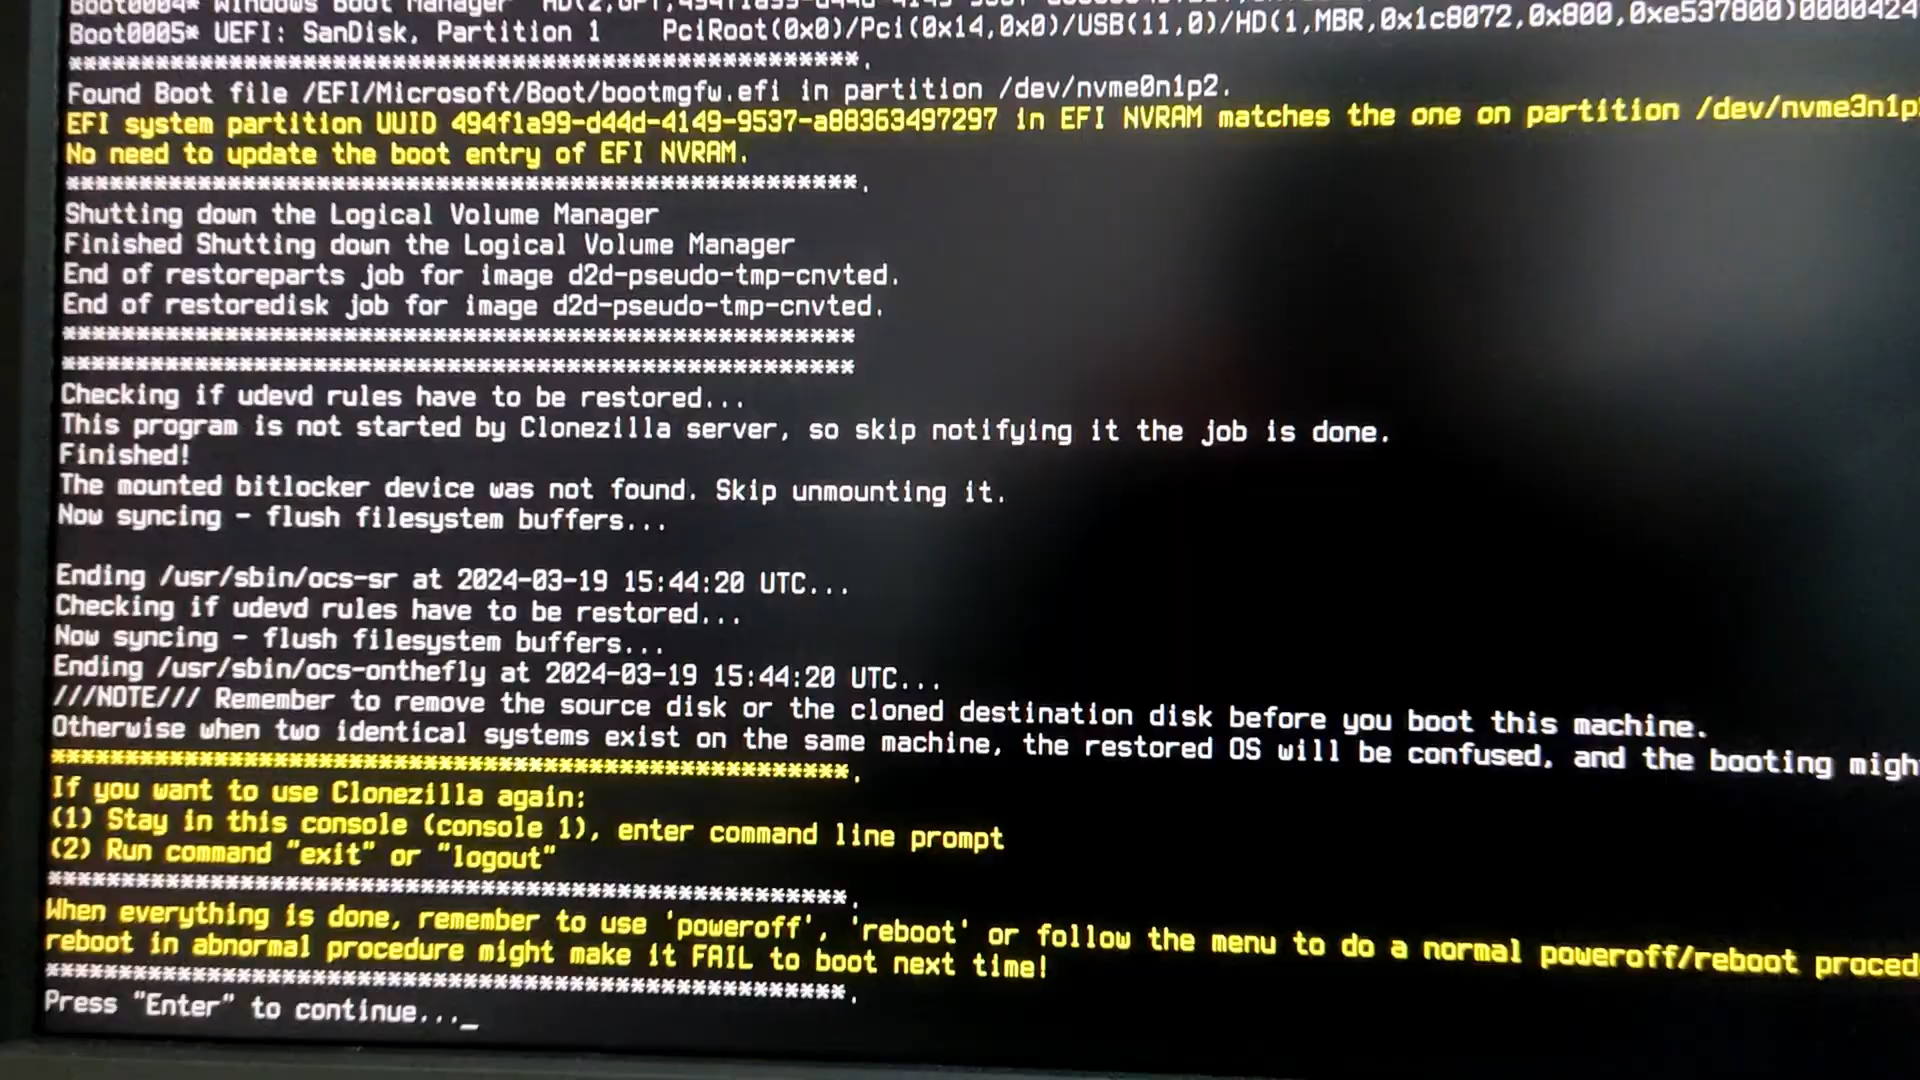 Boot0004* Windows Boot Manager
Boot0005* UEFI: SanDisk, Partition 1 PciRoot(0x0)/Pci(0x14,0x0)/USB(11,0)/HD(1,MBR,0x1c8072,0x800,0xe537800)0000424
******************************************************.
Found Boot file /EFI/Microsoft/Boot/bootmgfw.efi in partition /dev/nvme0n1p2.
EFI system partition UUID 494f1a99-d44d-4149-9537-a88363497297 in EFI NVRAM matches the one on partition /dev/nvme3n1p
No need to update the boot entry of EFI NVRAM.
******************************************************.
Shutting down the Logical Volume Manager
Finished Shutting down the Logical Volume Manager
End of restoreparts job for image d2d-pseudo-tmp-cnvted.
End of restoredisk job for image d2d-pseudo-tmp-cnvted.
******************************************************
******************************************************
Checking if udevd rules have to be restored...
This program is not started by Clonezilla server, so skip notifying it the job is done.
Finished!
The mounted bitlocker device was not found. Skip unmounting it.
Now syncing - flush filesystem buffers...
Ending /usr/sbin/ocs-sr at 2024-03-19 15:44:20 UTC...
Checking if udevd rules have to be restored...
Now syncing - flush filesystem buffers...
Ending /usr/sbin/ocs-onthefly at 2024-03-19 15:44:20 UTC...
///NOTE/// Remember to remove the source disk or the cloned destination disk before you boot this machine.
Otherwise when two identical systems exist on the same machine, the restored OS will be confused, and the booting migh
******************************************************.
If you want to use Clonezilla again:
(1) Stay in this console (console 1), enter command line prompt
(2) Run command "exit" or "logout"
******************************************************.
When everything is done, remember to use 'poweroff', 'reboot' or follow the menu to do a normal poweroff/reboot proced
reboot in abnormal procedure might make it FAIL to boot next time!
******************************************************.
Press "Enter" to continue..._